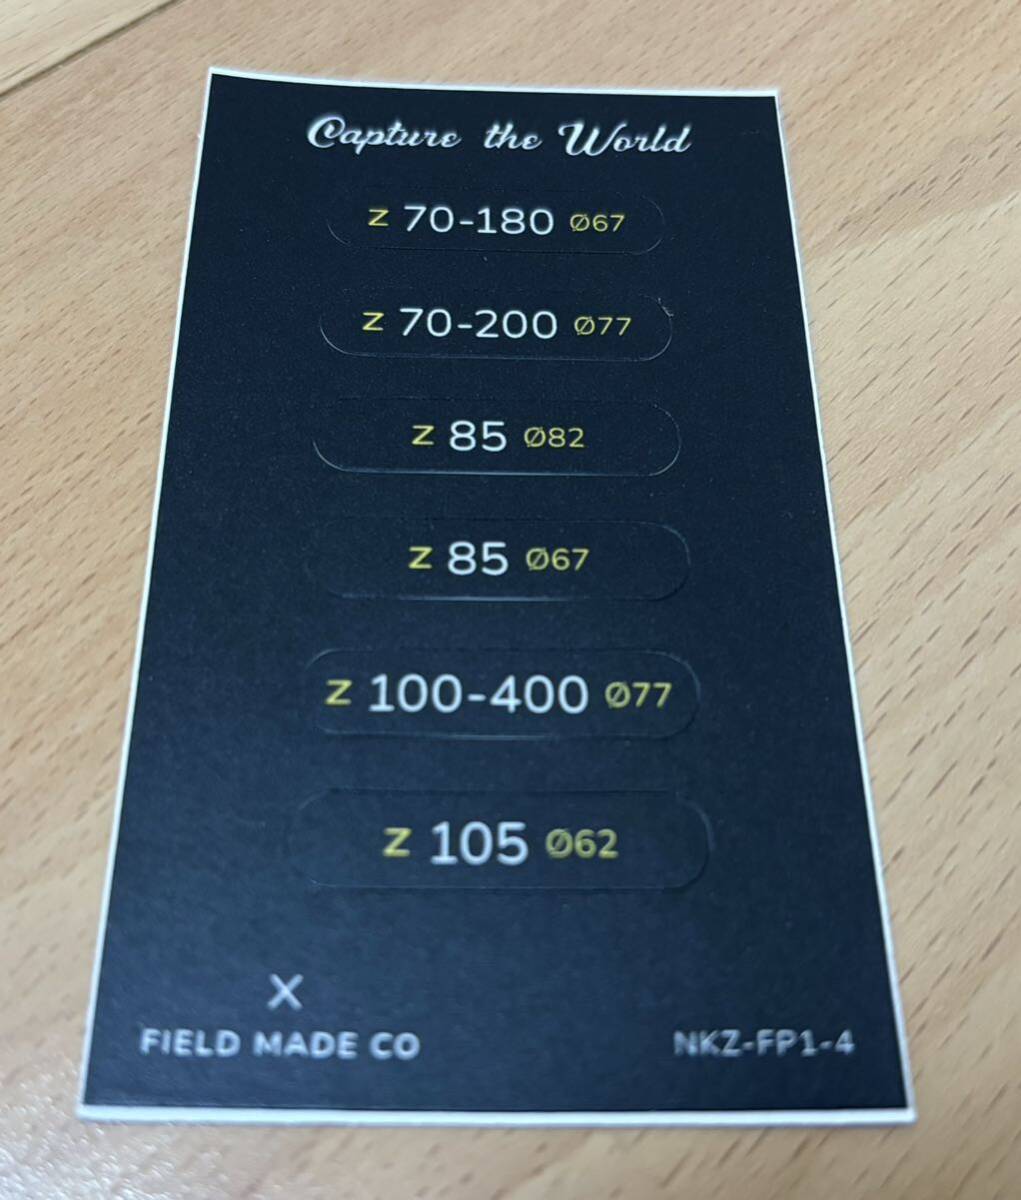 Capture the World
Z 70-180 Ø67
Z 70-200 Ø77
Z 85 Ø82
Z 85 Ø67
Z 100-400 Ø77
Z 105 Ø62
X
FIELD MADE CO
NKZ-FP1-4